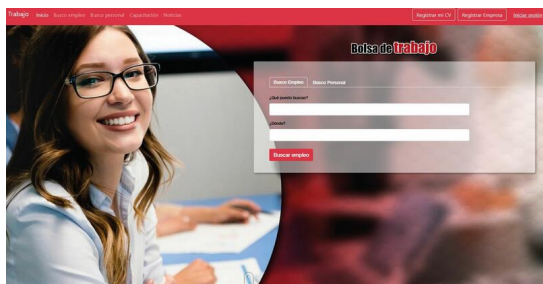 Trabajo Inicio Busco empleo Busco personal Capacitación Noticias Registrar mi CV Registrar Empresa Iniciar sesión
Bolsa de trabajo
Busco Empleo Busco Personal
¿Qué puesto buscas?
¿Dónde?
Buscar empleo